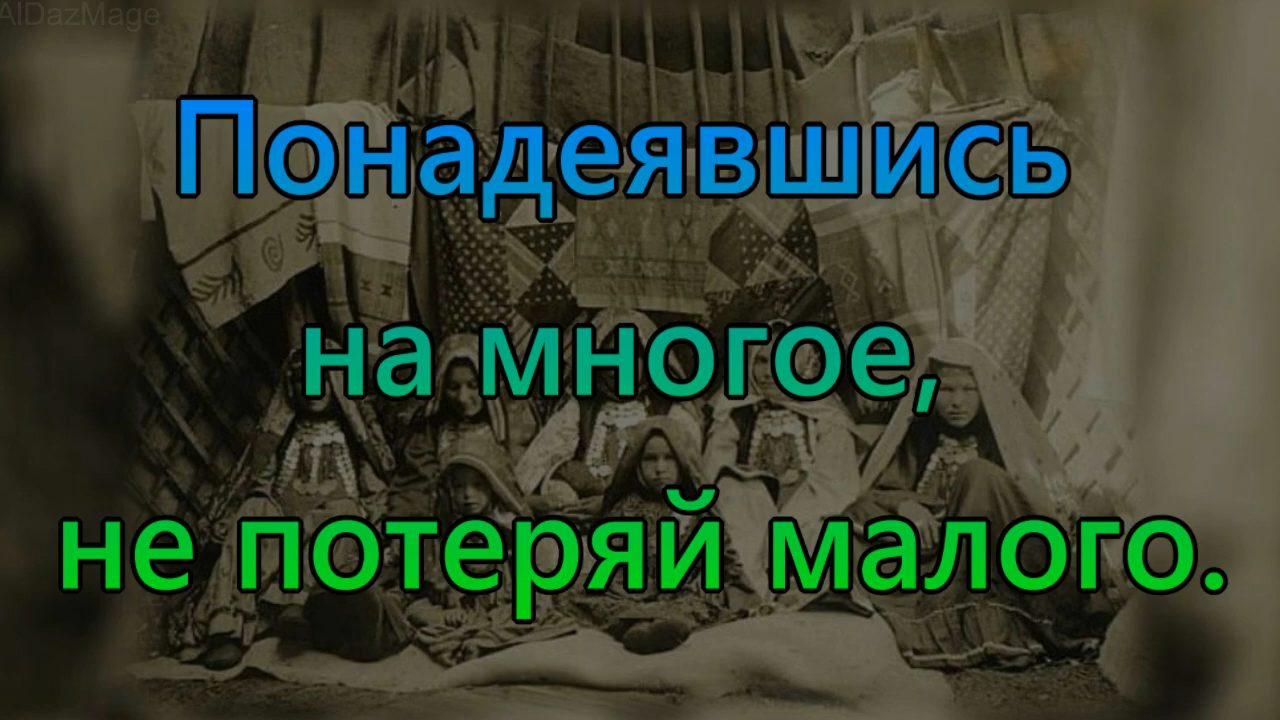 AlDazMage
Понадеявшись
на многое,
не потеряй малого.